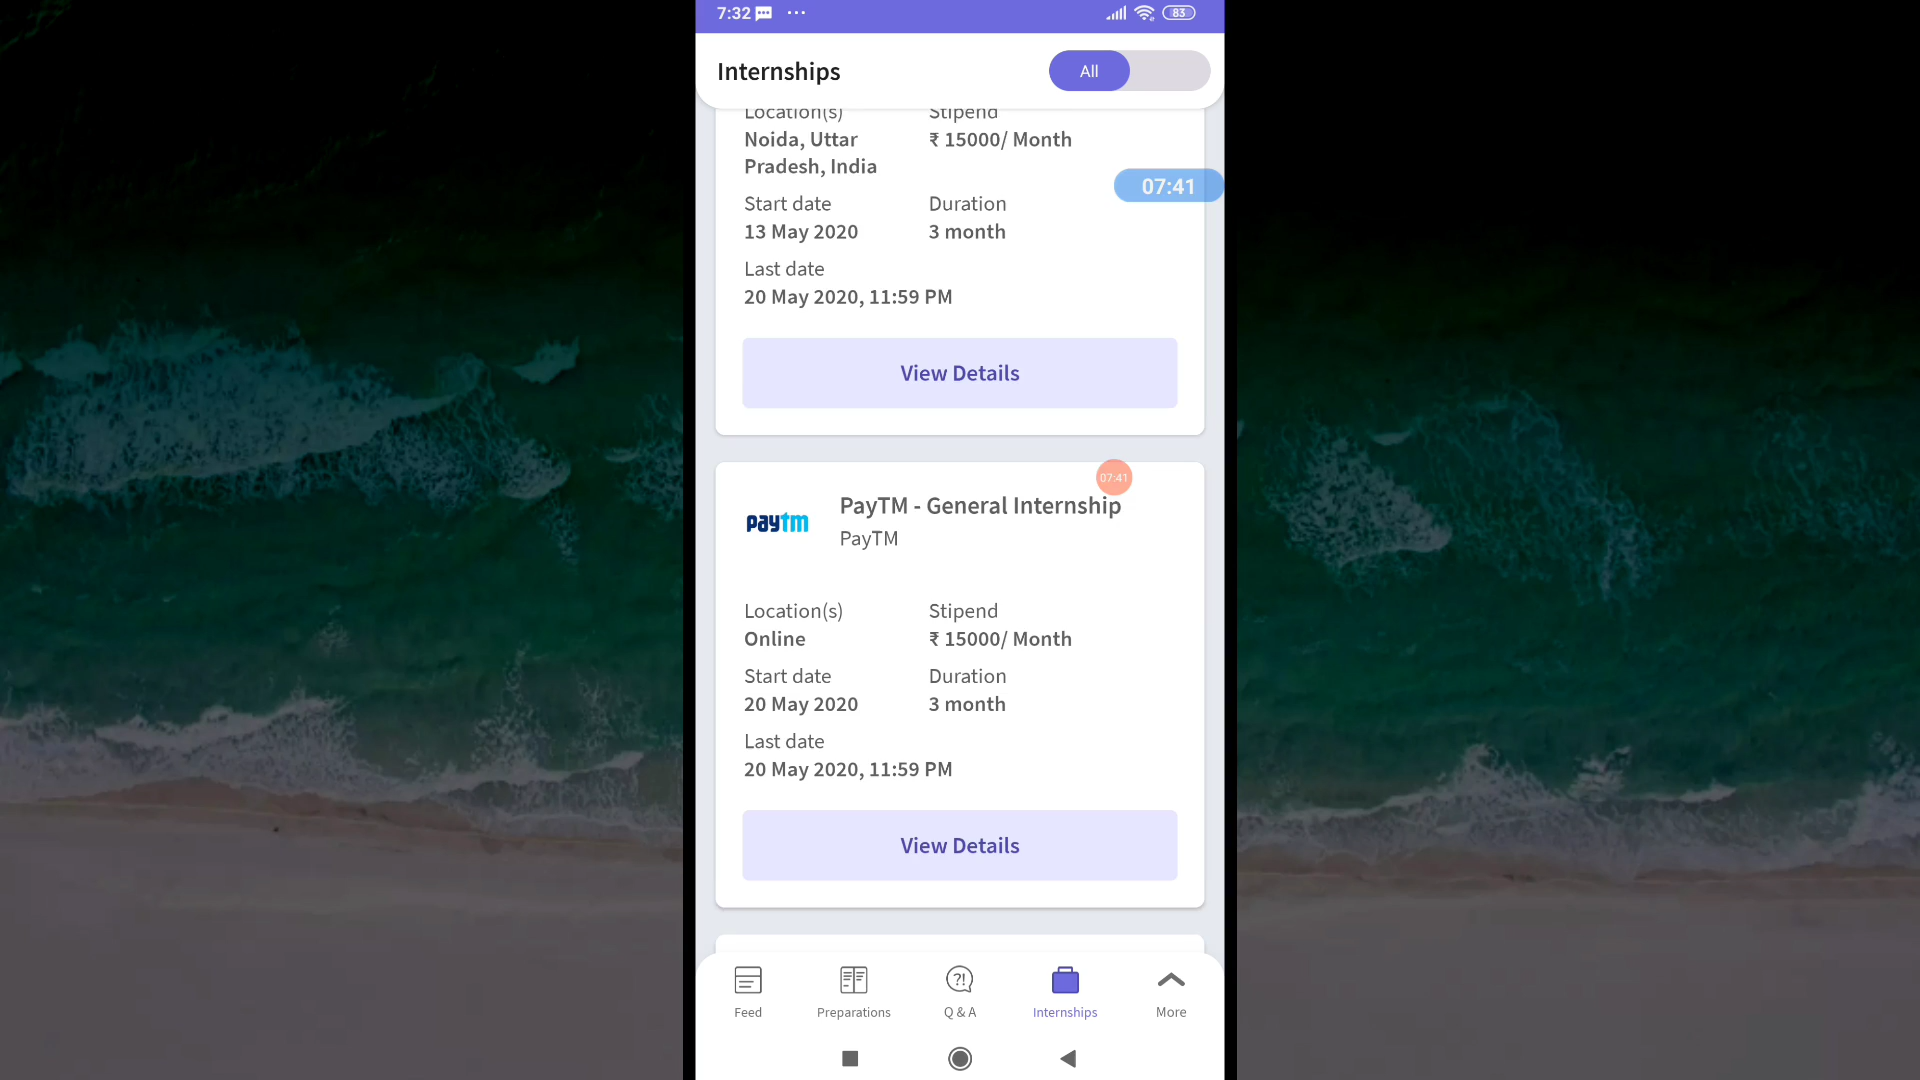 7:32 ... 83
Internships
All
Location(s) Stipend
Noida, Uttar ₹ 15000/ Month
Pradesh, India
07:41
Start date Duration
13 May 2020 3 month
Last date
20 May 2020, 11:59 PM
View Details
07:41
PayTM - General Internship
paytm
PayTM
Location(s) Stipend
Online ₹ 15000/ Month
Start date Duration
20 May 2020 3 month
Last date
20 May 2020, 11:59 PM
View Details
?!
Feed Preparations Q & A Internships More